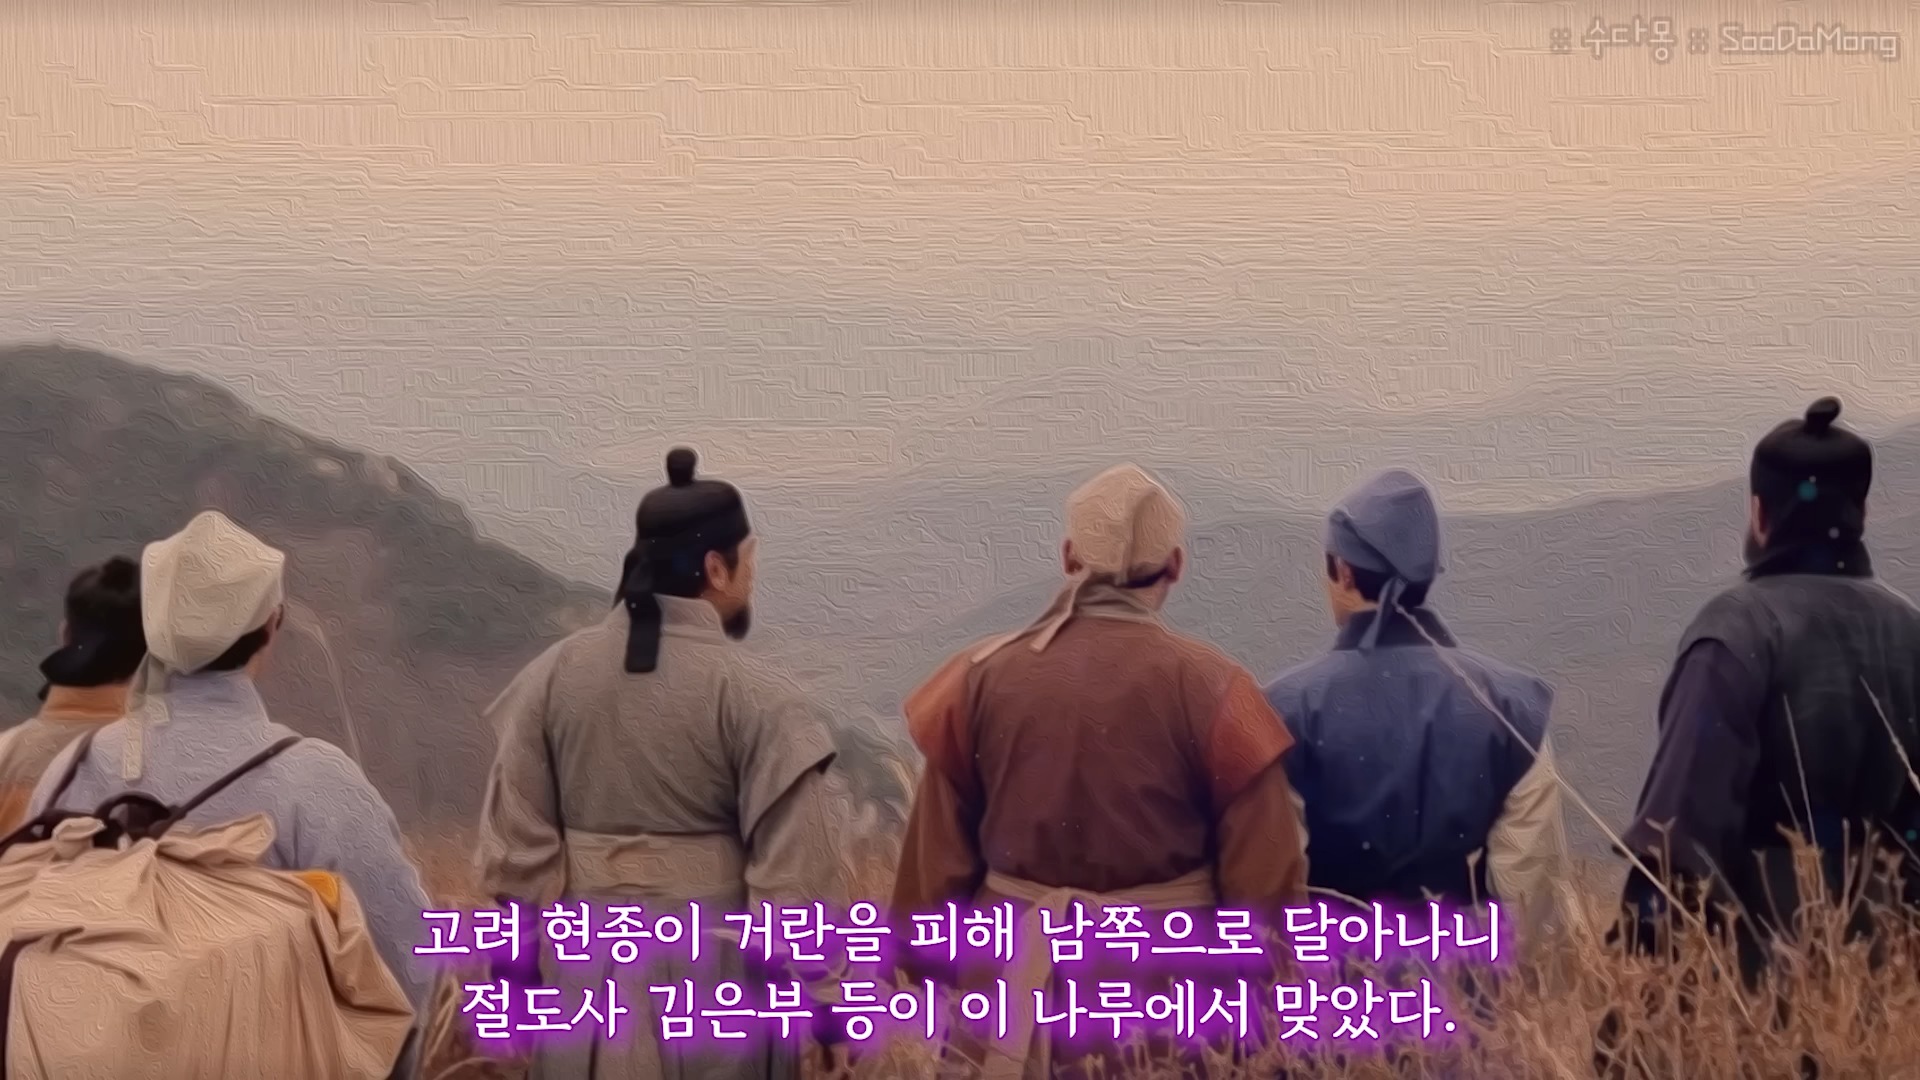 :: 수다몽 :: SooDaMong
고려 현종이 거란을 피해 남쪽으로 달아나니
절도사 김은부 등이 이 나루에서 맞았다.